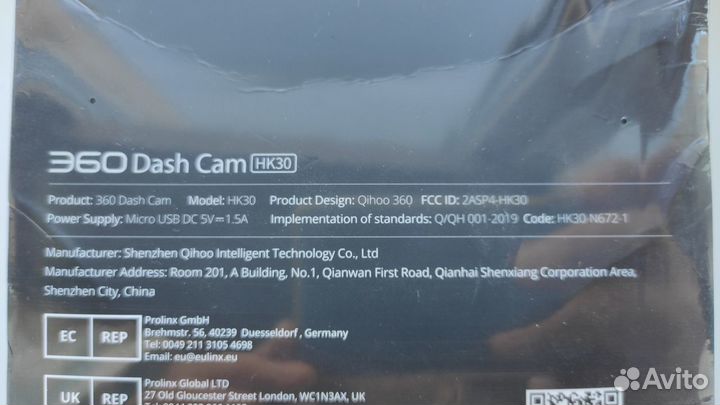 360 Dash Cam HK30
Product: 360 Dash Cam Model: HK30 Product Design: Qihoo 360 FCC ID: 2ASP4-HK30
Power Supply: Micro USB DC 5V⎓1.5A Implementation of standards: Q/QH 001-2019 Code: HK30-N672-1
Manufacturer: Shenzhen Qihoo Intelligent Technology Co., Ltd
Manufacturer Address: Room 201, A Building, No.1, Qianwan First Road, Qianhai Shenxiang Corporation Area,
Shenzhen City, China
EC REP
Prolinx GmbH
Brehmstr. 56, 40239 Duesseldorf , Germany
Tel: 0049 211 3105 4698
Email: eu@eulinx.eu
UK REP
Prolinx Global LTD
27 Old Gloucester Street London, WC1N3AX, UK
Avito